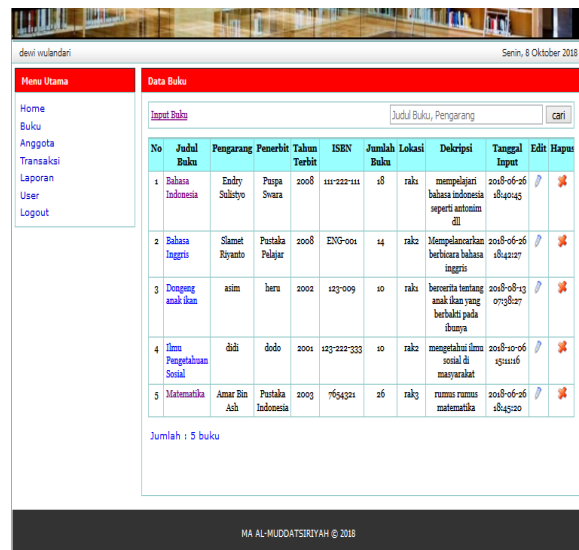 dewi wulandari
Senin, 8 Oktober 2018
Menu Utama
Home
Buku
Anggota
Transaksi
Laporan
User
Logout
Data Buku
Input Buku
Judul Buku, Pengarang
cari
No Judul Buku Pengarang Penerbit Tahun Terbit ISBN Jumlah Buku Lokasi Dekripsi Tanggal Input Edit Hapus
1 Bahasa Indonesia Endry Sulistyo Puspa Swara 2008 111-222-111 18 rak1 mempelajari bahasa indonesia seperti antonim dll 2018-06-26 18:40:45
2 Bahasa Inggris Slamet Riyanto Pustaka Pelajar 2008 ENG-001 14 rak2 Mempelancarkan berbicara bahasa inggris 2018-06-26 18:42:27
3 Dongeng anak ikan asim heru 2002 123-009 10 rak1 bercerita tentang anak ikan yang berbakti pada ibunya 2018-08-13 07:38:27
4 Ilmu Pengetahuan Sosial didi dodo 2001 123-222-333 10 rak2 mengetahui ilmu sosial di masyarakat 2018-10-06 15:11:16
5 Matematika Amar Bin Ash Pustaka Indonesia 2003 7654321 26 rak3 rumus rumus matematika 2018-06-26 18:45:20
Jumlah : 5 buku
MA AL-MUDDATSIRIYAH © 2018